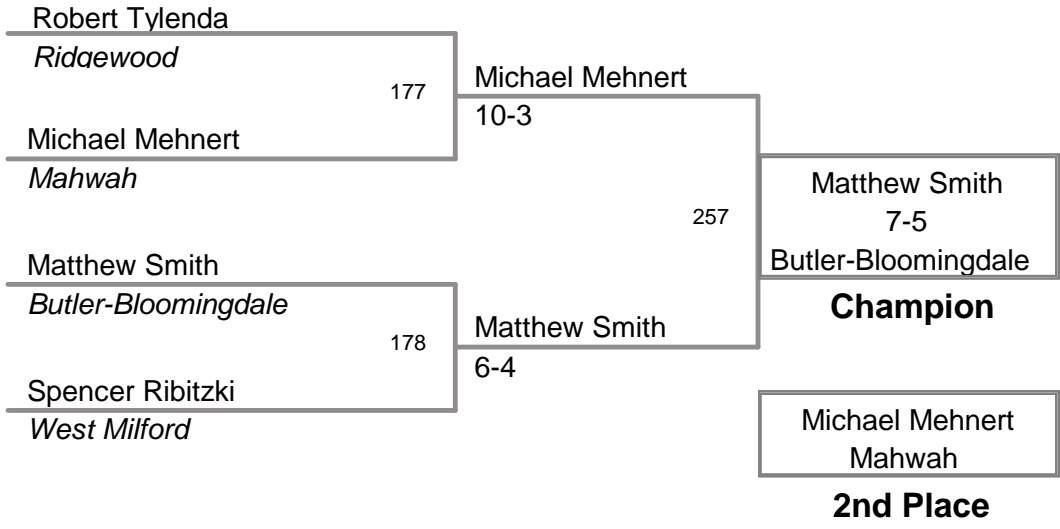 Robert Tylenda
Ridgewood
177
Michael Mehnert
10-3
Michael Mehnert
Mahwah
257
Matthew Smith
7-5
Butler-Bloomingdale
Champion
Matthew Smith
Butler-Bloomingdale
178
Matthew Smith
6-4
Spencer Ribitzki
West Milford
Michael Mehnert
Mahwah
2nd Place